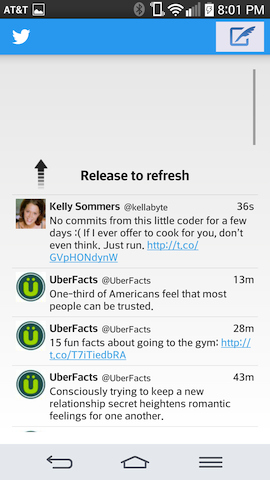 AT&T 8:01 PM
Release to refresh
Kelly Sommers @kellabyte 36s
No commits from this little coder for a few
days :( If I ever offer to cook for you, don't
even think. Just run. http://t.co/
GVpHONdynW
UberFacts @UberFacts 13m
One-third of Americans feel that most
people can be trusted.
UberFacts @UberFacts 28m
15 fun facts about going to the gym: http://
t.co/T7iTiedbRA
UberFacts @UberFacts 43m
Consciously trying to keep a new
relationship secret heightens romantic
feelings for one another.